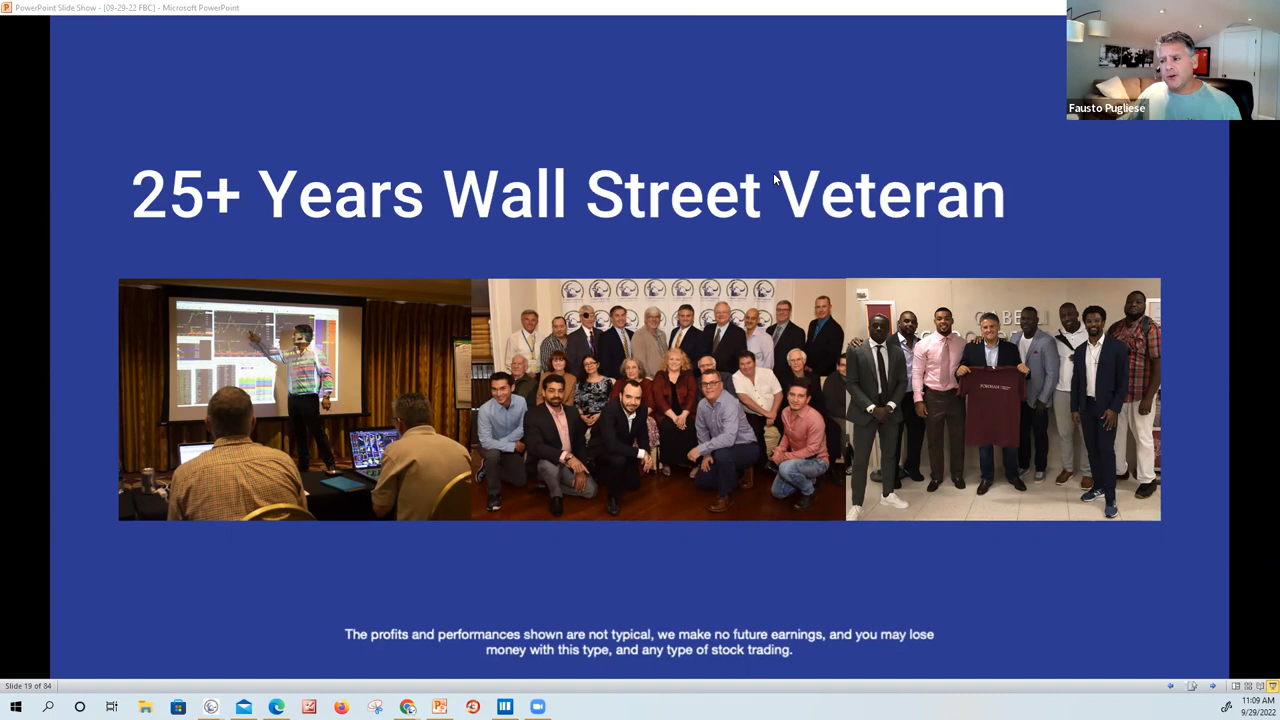 PowerPoint Slide Show - [09-29-22 FBC] - Microsoft PowerPoint
Fausto Pugliese
25+ Years Wall Street Veteran
FORDHAM
The profits and performances shown are not typical, we make no future earnings, and you may lose
money with this type, and any type of stock trading.
Slide 19 of 84
11:09 AM
9/29/2022